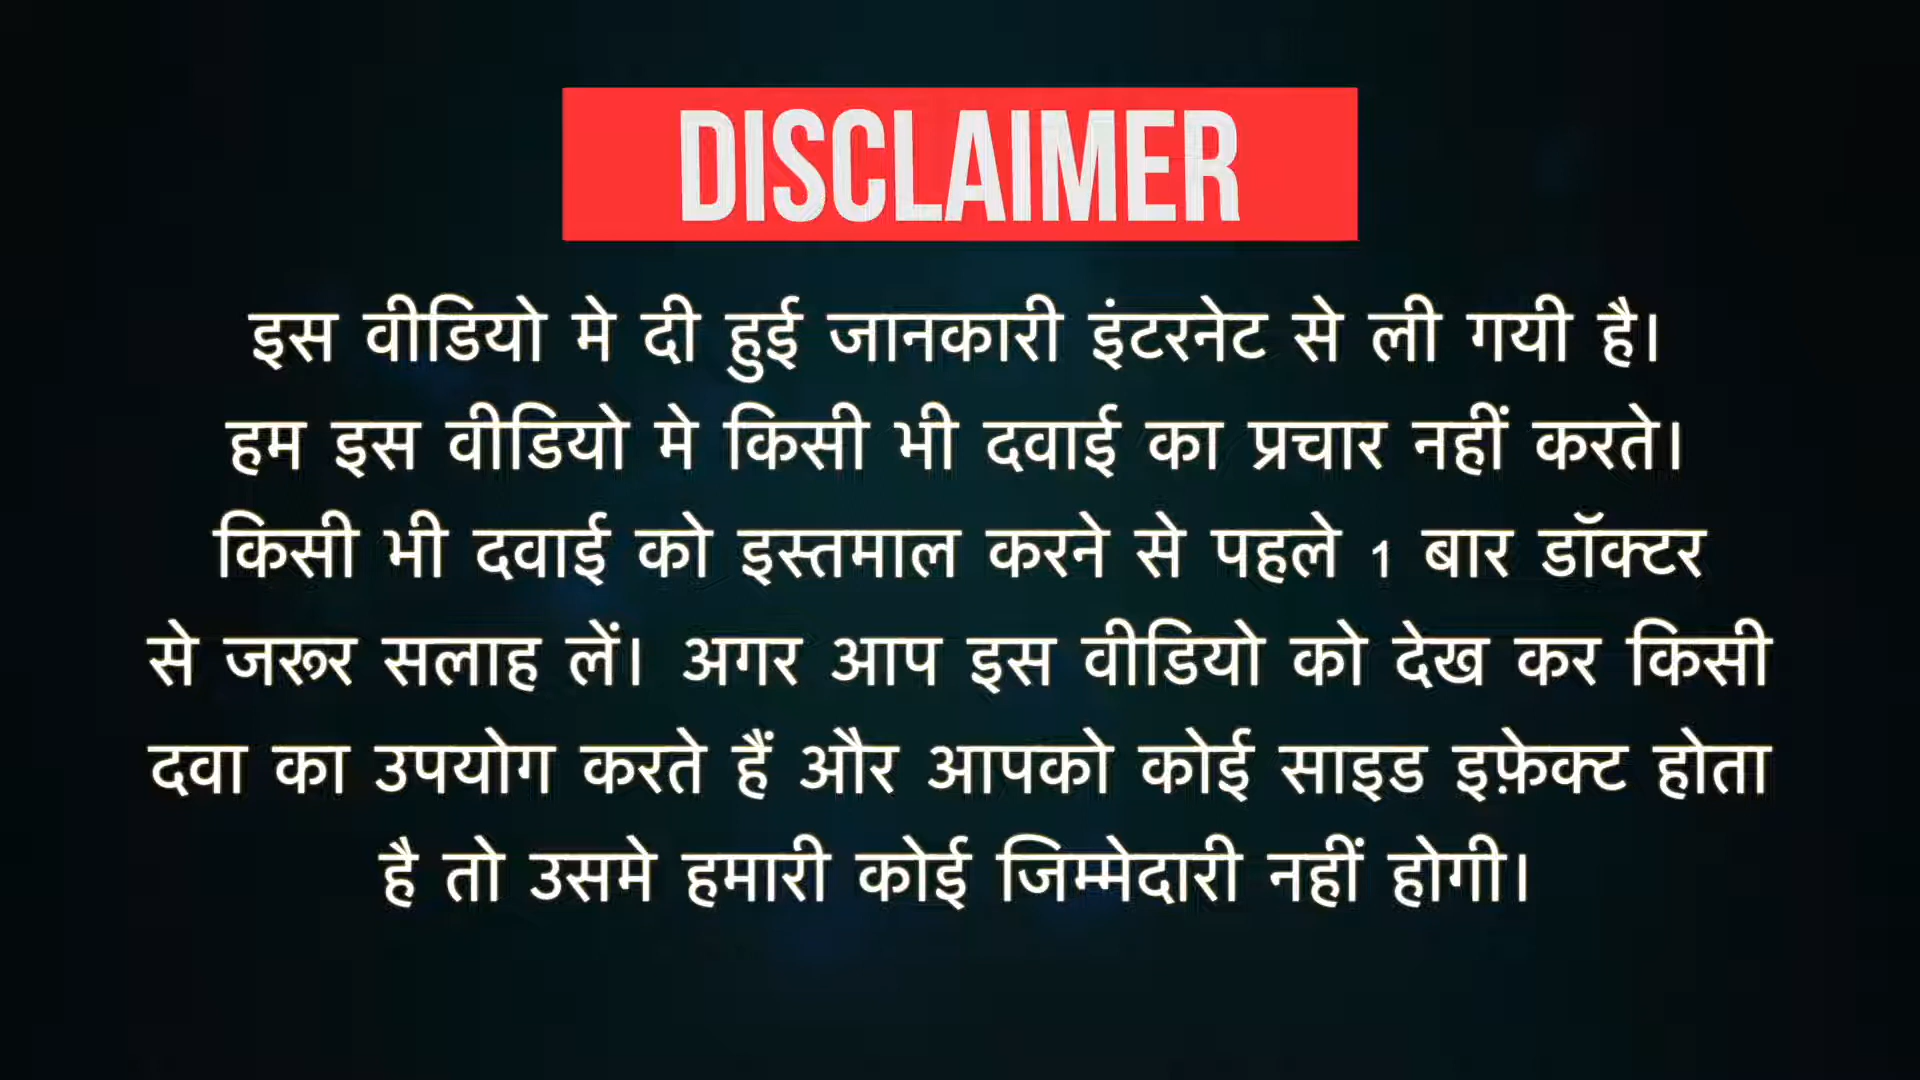 DISCLAIMER
इस वीडियो मे दी हुई जानकारी इंटरनेट से ली गयी है।
हम इस वीडियो मे किसी भी दवाई का प्रचार नहीं करते।
किसी भी दवाई को इस्तमाल करने से पहले 1 बार डॉक्टर
से जरूर सलाह लें। अगर आप इस वीडियो को देख कर किसी
दवा का उपयोग करते हैं और आपको कोई साइड इफ़ेक्ट होता
है तो उसमे हमारी कोई जिम्मेदारी नहीं होगी।